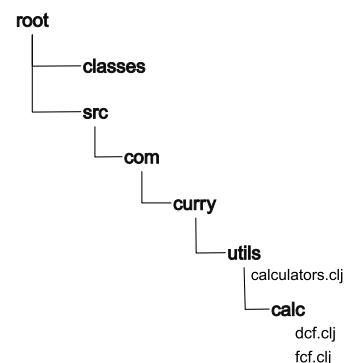 root
classes
src
com
curry
utils
calculators.clj
calc
dcf.clj
fcf.clj